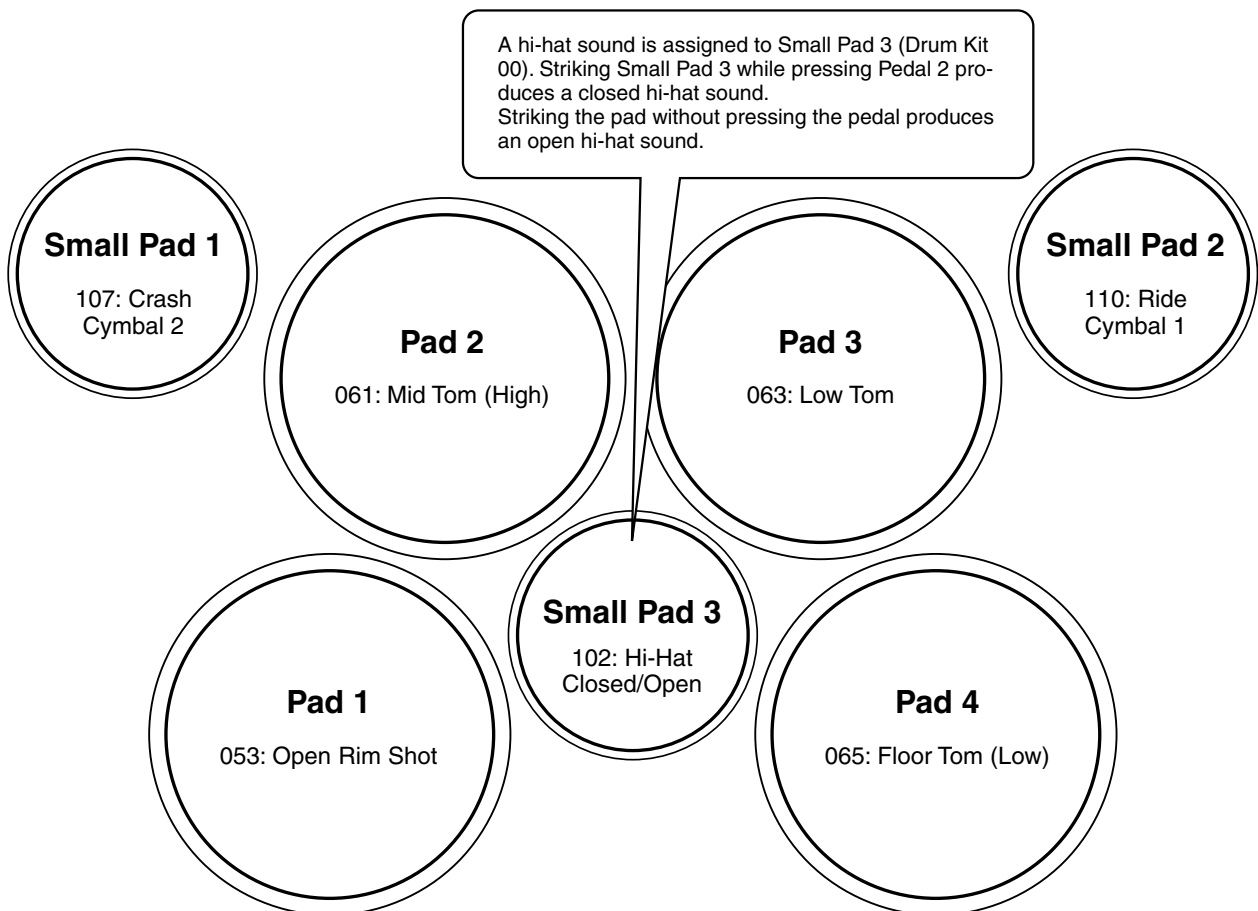 A hi-hat sound is assigned to Small Pad 3 (Drum Kit
00). Striking Small Pad 3 while pressing Pedal 2 pro-
duces a closed hi-hat sound.
Striking the pad without pressing the pedal produces
an open hi-hat sound.
Small Pad 1
107: Crash
Cymbal 2
Pad 2
061: Mid Tom (High)
Pad 3
063: Low Tom
Small Pad 2
110: Ride
Cymbal 1
Pad 1
053: Open Rim Shot
Small Pad 3
102: Hi-Hat
Closed/Open
Pad 4
065: Floor Tom (Low)